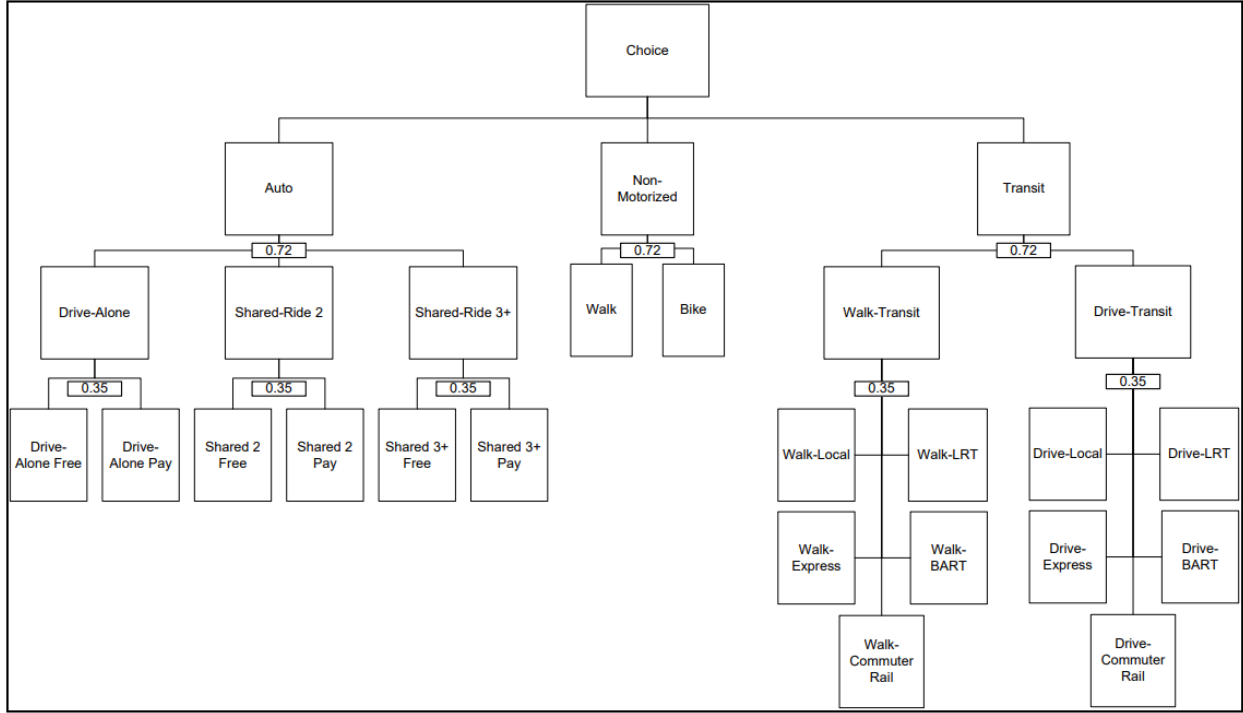 Choice
Auto
Non-
Motorized
Transit
0.72
0.72
0.72
Drive-Alone
Shared-Ride 2
Shared-Ride 3+
Walk
Bike
Walk-Transit
Drive-Transit
0.35
0.35
0.35
0.35
0.35
Drive-
Alone Free
Drive-
Alone Pay
Shared 2
Free
Shared 2
Pay
Shared 3+
Free
Shared 3+
Pay
Walk-Local
Walk-LRT
Drive-Local
Drive-LRT
Walk-
Express
Walk-
BART
Drive-
Express
Drive-
BART
Walk-
Commuter
Rail
Drive-
Commuter
Rail